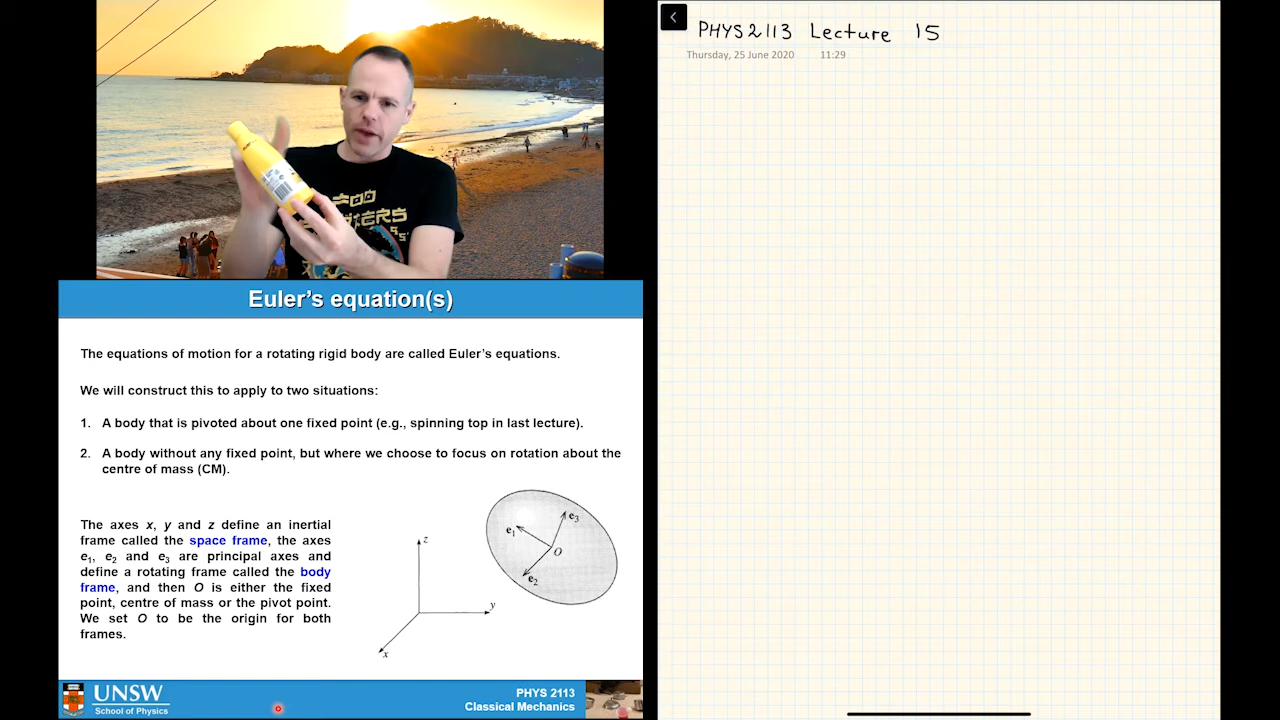 PHYS2113 Lecture 15
Thursday, 25 June 2020 11:29
Euler's equation(s)
The equations of motion for a rotating rigid body are called Euler's equations.
We will construct this to apply to two situations:
1. A body that is pivoted about one fixed point (e.g., spinning top in last lecture).
2. A body without any fixed point, but where we choose to focus on rotation about the
centre of mass (CM).
The axes x, y and z define an inertial
frame called the space frame, the axes
e₁, e₂ and e₃ are principal axes and
define a rotating frame called the body
frame, and then O is either the fixed
point, centre of mass or the pivot point.
We set O to be the origin for both
frames.
z
y
x
e₁
e₃
O
e₂
UNSW
School of Physics
PHYS 2113
Classical Mechanics